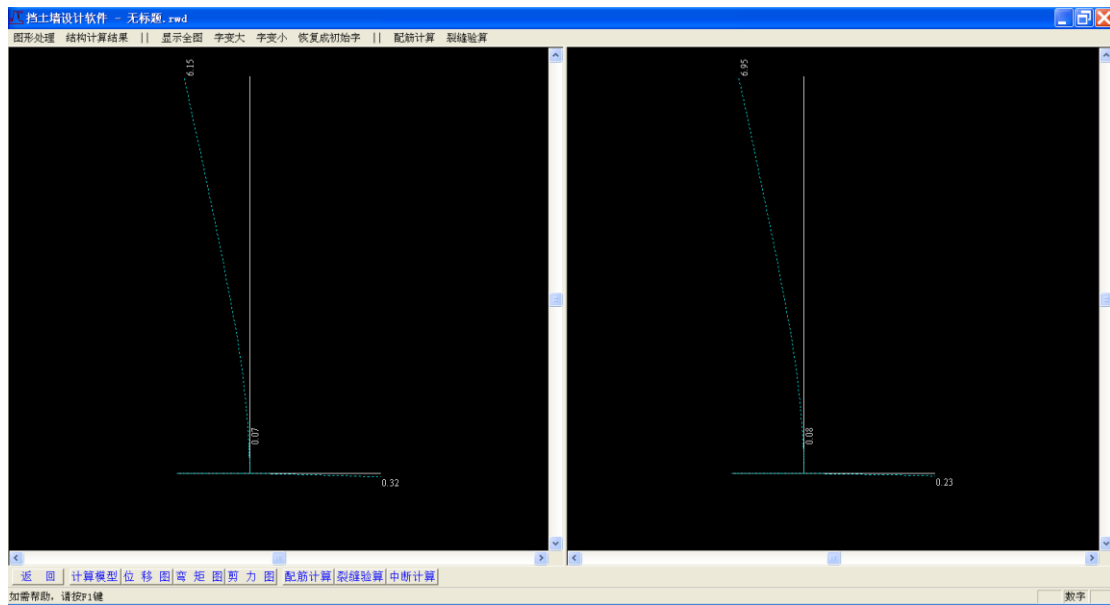 挡土墙设计软件 - 无标题.rwd
图形处理 结构计算结果 || 显示全图 字变大 字变小 恢复成初始字 || 配筋计算 裂缝验算
6.15
0.07
0.32
6.95
0.08
0.23
返 回 计算模型 位 移 图 弯 矩 图 剪 力 图 配筋计算 裂缝验算 中断计算
如需帮助, 请按F1键 数字